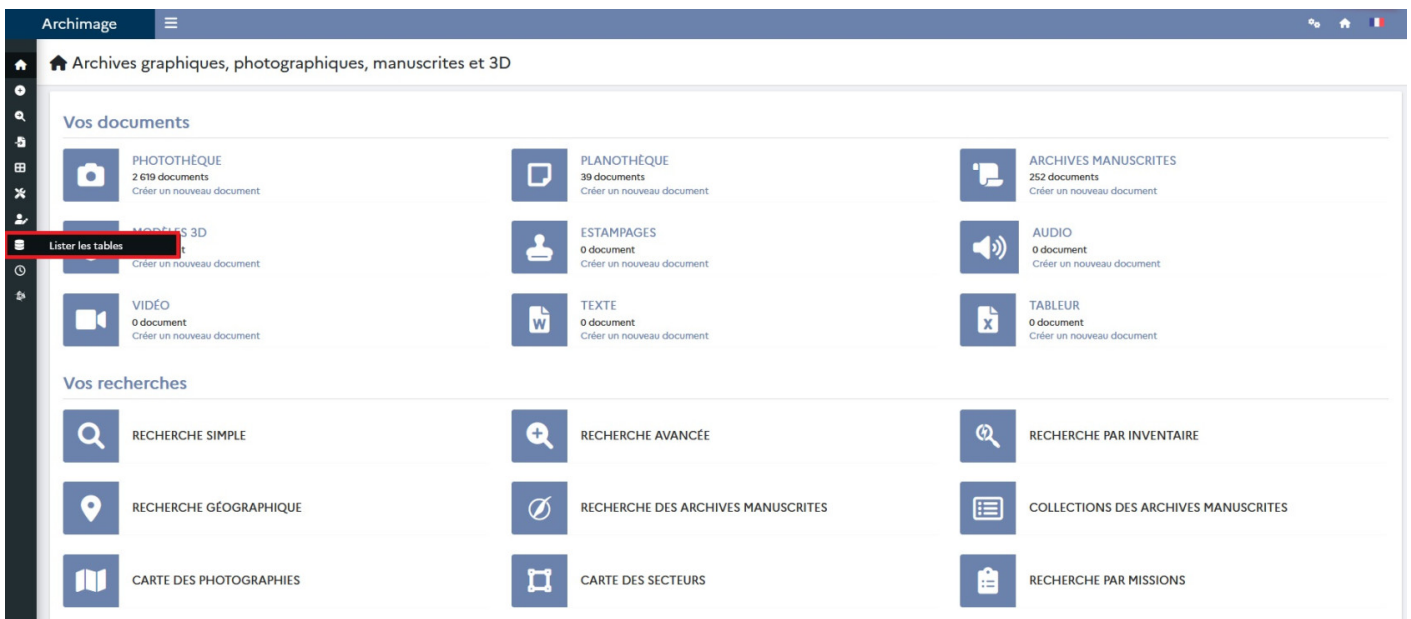 Archimage
Archives graphiques, photographiques, manuscrites et 3D
Vos documents
PHOTOTHÈQUE
2 619 documents
Créer un nouveau document
PLANOTHÈQUE
39 documents
Créer un nouveau document
ARCHIVES MANUSCRITES
252 documents
Créer un nouveau document
MODÈLES 3D
Lister les tables
t
Créer un nouveau document
ESTAMPAGES
0 document
Créer un nouveau document
AUDIO
0 document
Créer un nouveau document
VIDÉO
0 document
Créer un nouveau document
W
TEXTE
0 document
Créer un nouveau document
X
TABLEUR
0 document
Créer un nouveau document
Vos recherches
RECHERCHE SIMPLE
RECHERCHE AVANCÉE
RECHERCHE PAR INVENTAIRE
RECHERCHE GÉOGRAPHIQUE
RECHERCHE DES ARCHIVES MANUSCRITES
COLLECTIONS DES ARCHIVES MANUSCRITES
CARTE DES PHOTOGRAPHIES
CARTE DES SECTEURS
RECHERCHE PAR MISSIONS